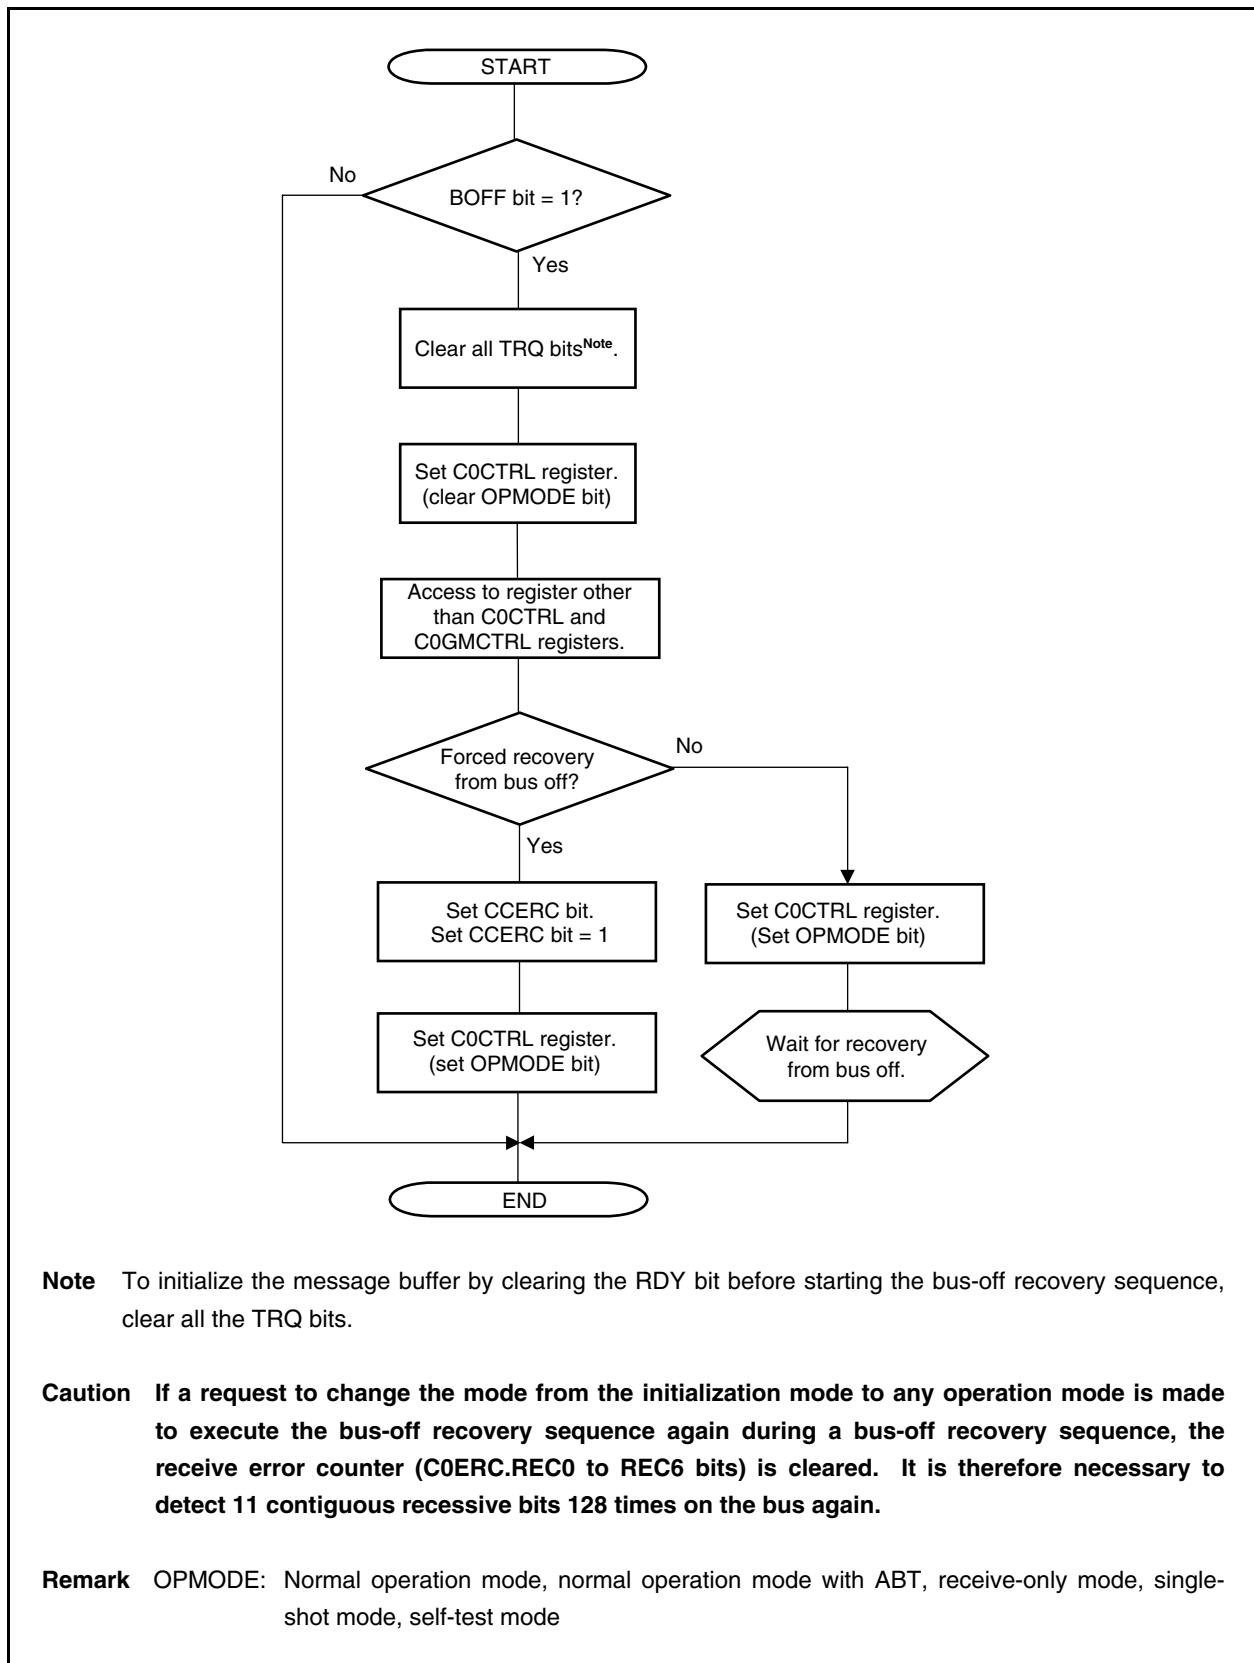 START
No
BOFF bit = 1?
Yes
Clear all TRQ bitsNote.
Set C0CTRL register.
(clear OPMODE bit)
Access to register other
than C0CTRL and
C0GMCTRL registers.
Forced recovery
from bus off?
No
Yes
Set CCERC bit.
Set CCERC bit = 1
Set C0CTRL register.
(Set OPMODE bit)
Set C0CTRL register.
(set OPMODE bit)
Wait for recovery
from bus off.
END
Note To initialize the message buffer by clearing the RDY bit before starting the bus-off recovery sequence,
clear all the TRQ bits.
Caution If a request to change the mode from the initialization mode to any operation mode is made
to execute the bus-off recovery sequence again during a bus-off recovery sequence, the
receive error counter (C0ERC.REC0 to REC6 bits) is cleared. It is therefore necessary to
detect 11 contiguous recessive bits 128 times on the bus again.
Remark OPMODE: Normal operation mode, normal operation mode with ABT, receive-only mode, single-
shot mode, self-test mode